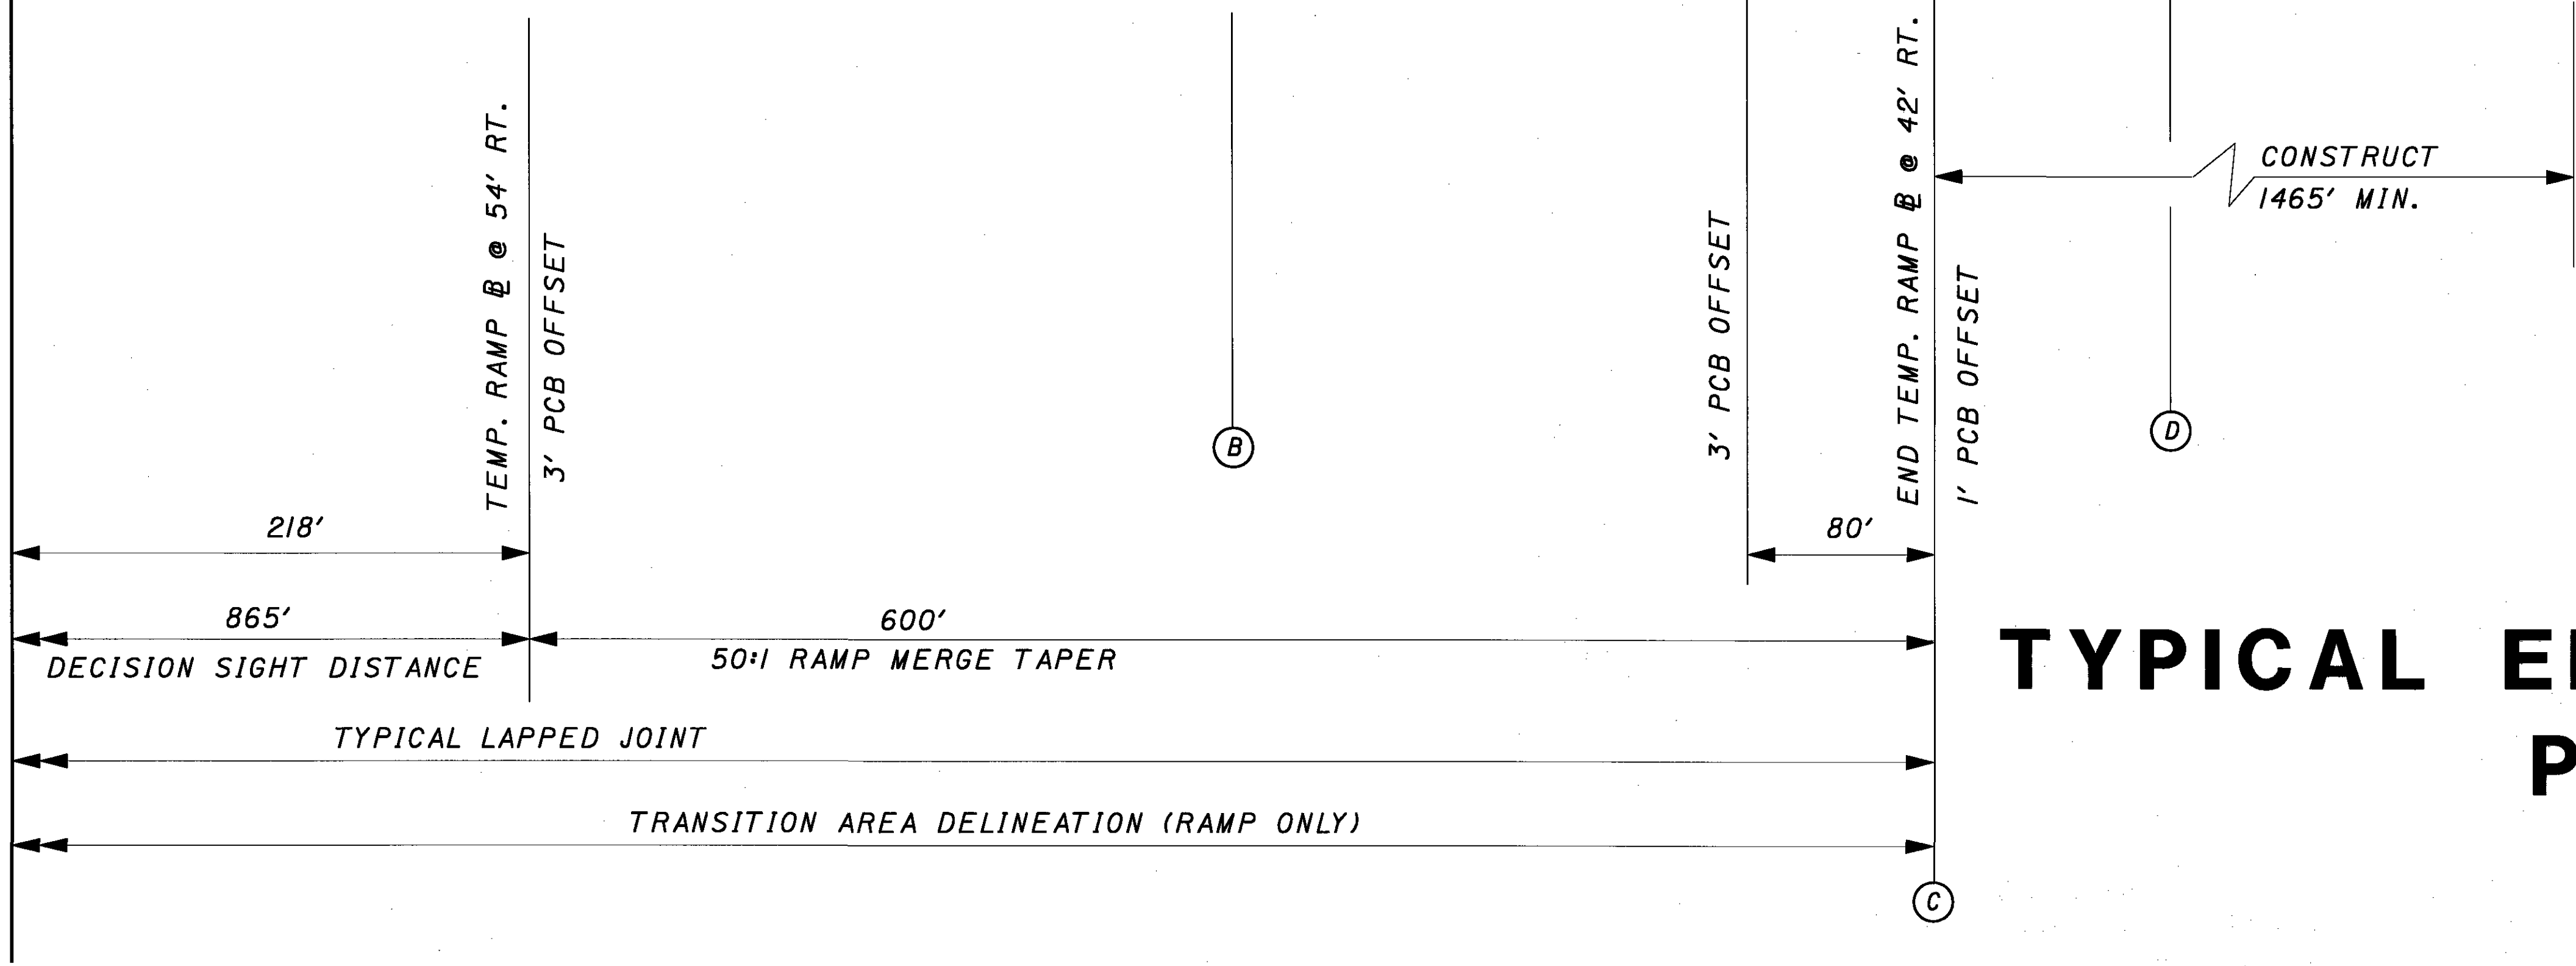 TEMP. RAMP ⅊ @ 54' RT.
3' PCB OFFSET
B
3' PCB OFFSET
END TEMP. RAMP ⅊ @ 42' RT.
1' PCB OFFSET
CONSTRUCT
1465' MIN.
D
218'
80'
865'
DECISION SIGHT DISTANCE
600'
50:1 RAMP MERGE TAPER
TYPICAL
P
TYPICAL LAPPED JOINT
TRANSITION AREA DELINEATION (RAMP ONLY)
C